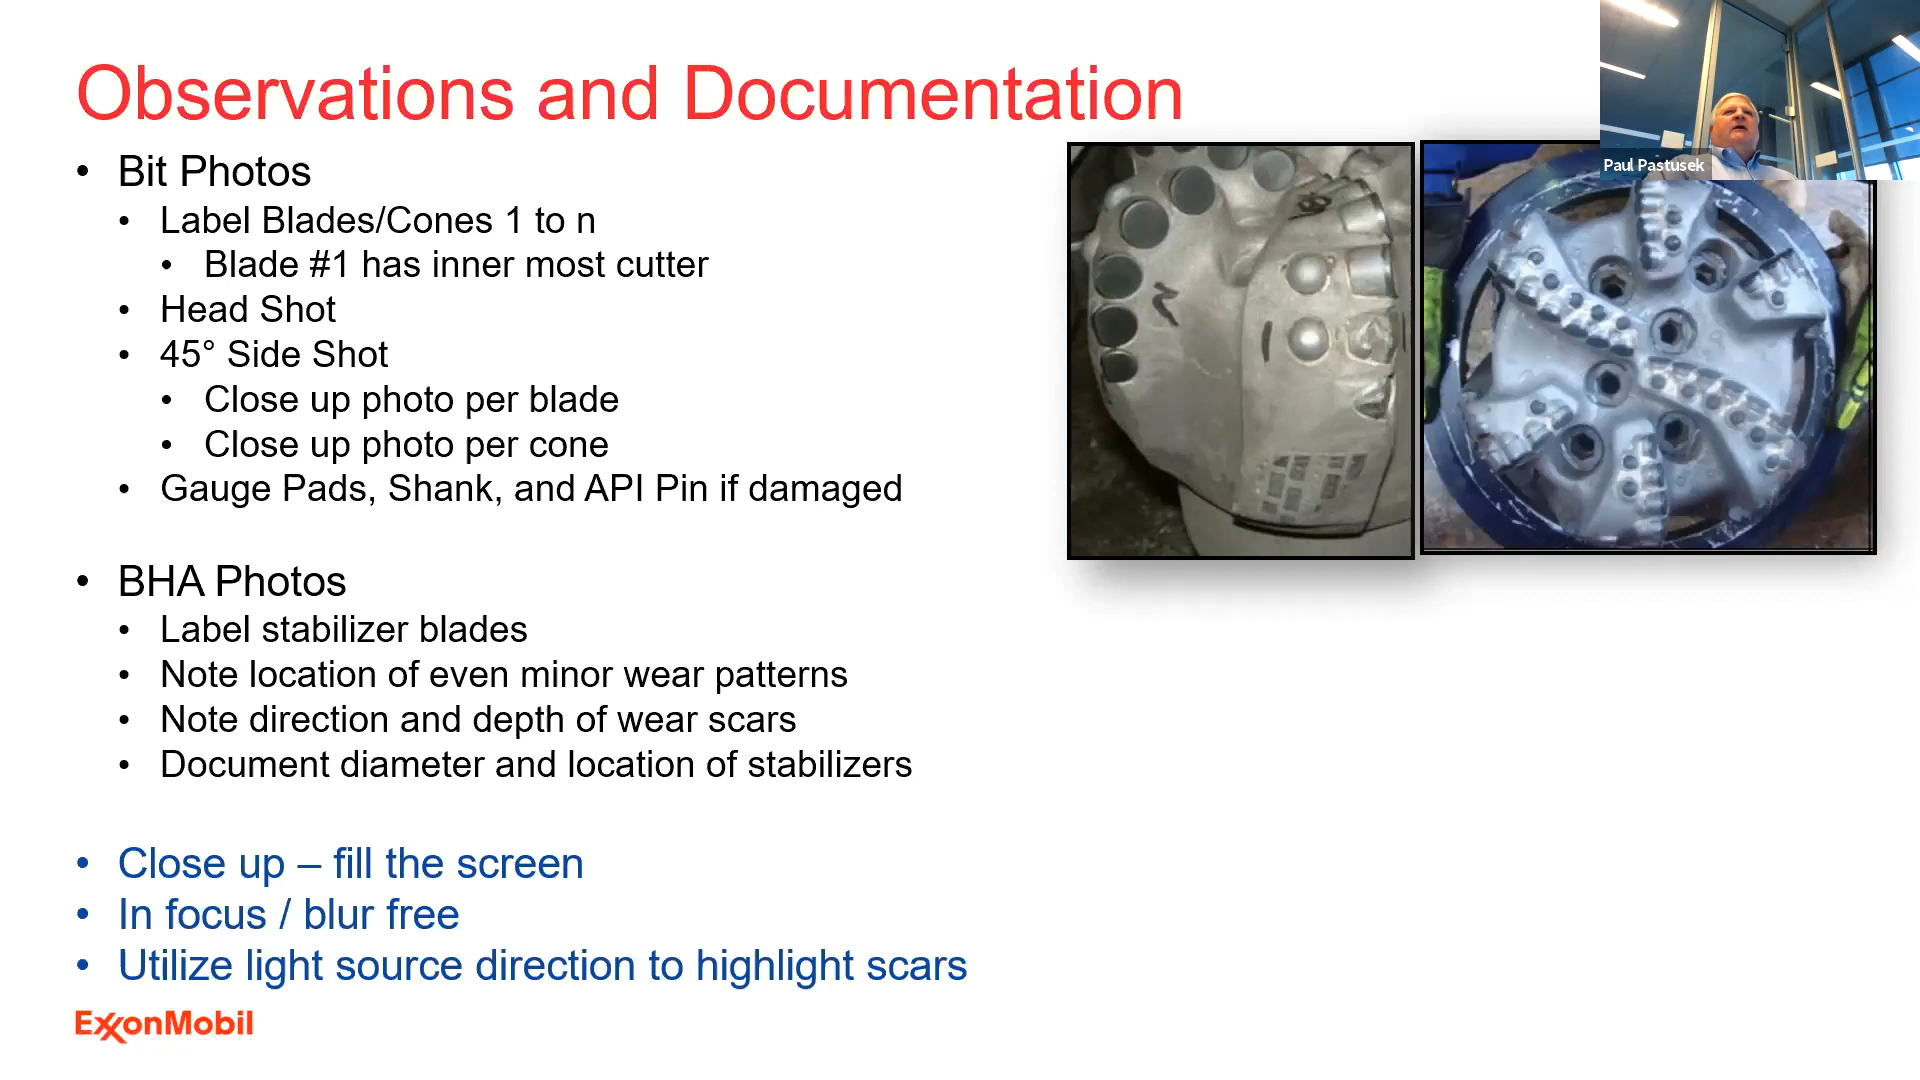 Observations and Documentation
Paul Pastusek
• Bit Photos
• Label Blades/Cones 1 to n
• Blade #1 has inner most cutter
• Head Shot
• 45° Side Shot
• Close up photo per blade
• Close up photo per cone
• Gauge Pads, Shank, and API Pin if damaged
• BHA Photos
• Label stabilizer blades
• Note location of even minor wear patterns
• Note direction and depth of wear scars
• Document diameter and location of stabilizers
• Close up – fill the screen
• In focus / blur free
• Utilize light source direction to highlight scars
ExxonMobil